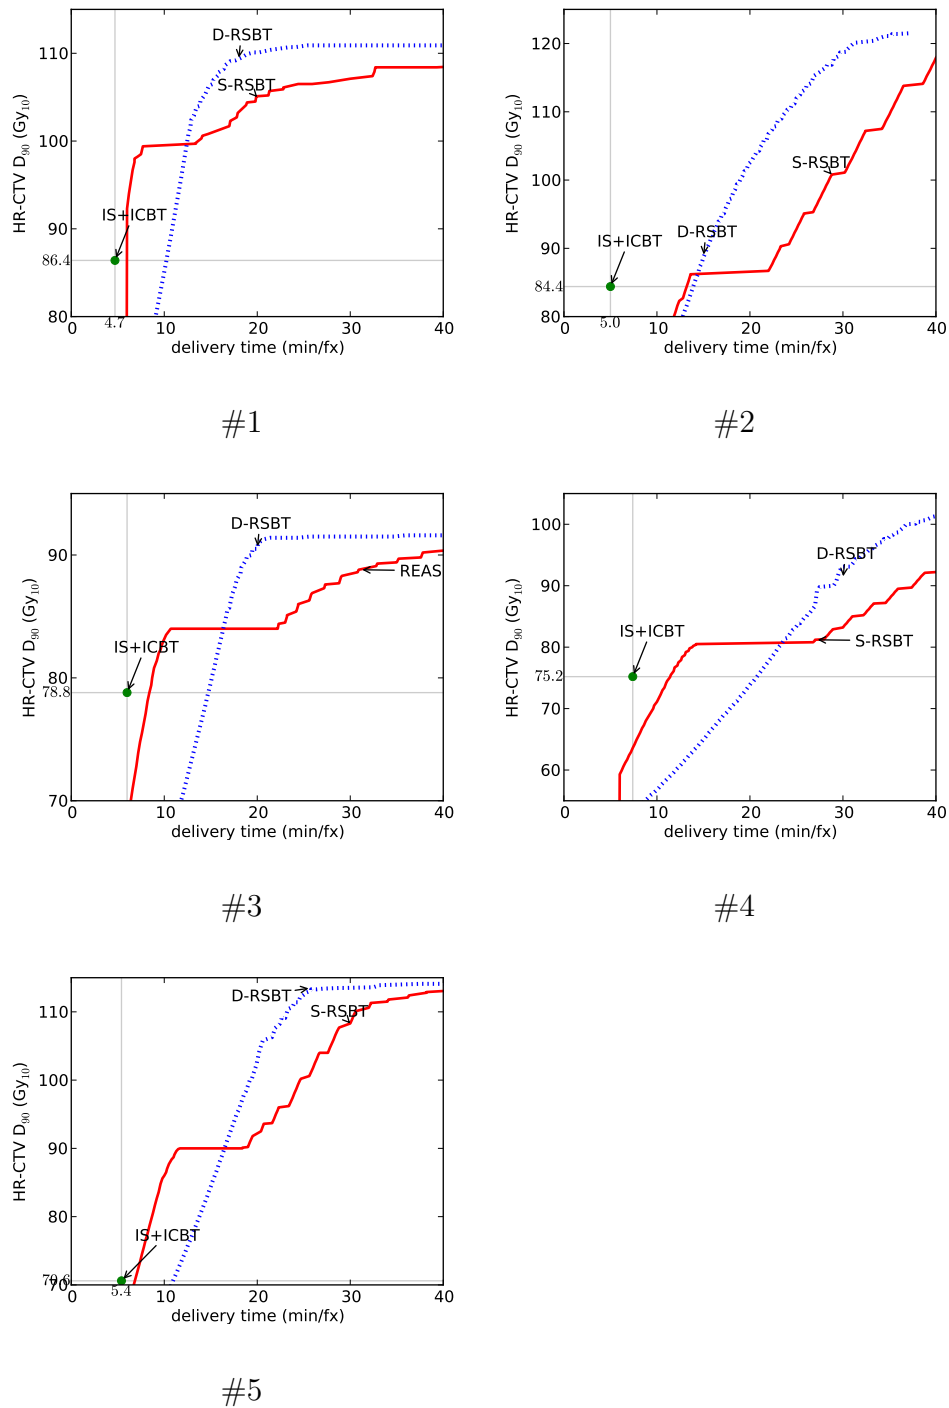 HR-CTV D90 (Gy10)
110
100
90
80
86.4
D-RSBT
S-RSBT
IS+ICBT
4.7
0 10 20 30 40
delivery time (min/fx)
#1
HR-CTV D90 (Gy10)
120
110
100
90
80
84.4
S-RSBT
D-RSBT
IS+ICBT
5.0
0 10 20 30 40
delivery time (min/fx)
#2
HR-CTV D90 (Gy10)
90
80
70
78.8
D-RSBT
REAS
IS+ICBT
0 10 20 30 40
delivery time (min/fx)
#3
HR-CTV D90 (Gy10)
100
90
80
70
60
75.2
D-RSBT
IS+ICBT
S-RSBT
0 10 20 30 40
delivery time (min/fx)
#4
HR-CTV D90 (Gy10)
110
100
90
80
70
70.6
D-RSBT
S-RSBT
IS+ICBT
5.4
0 10 20 30 40
delivery time (min/fx)
#5